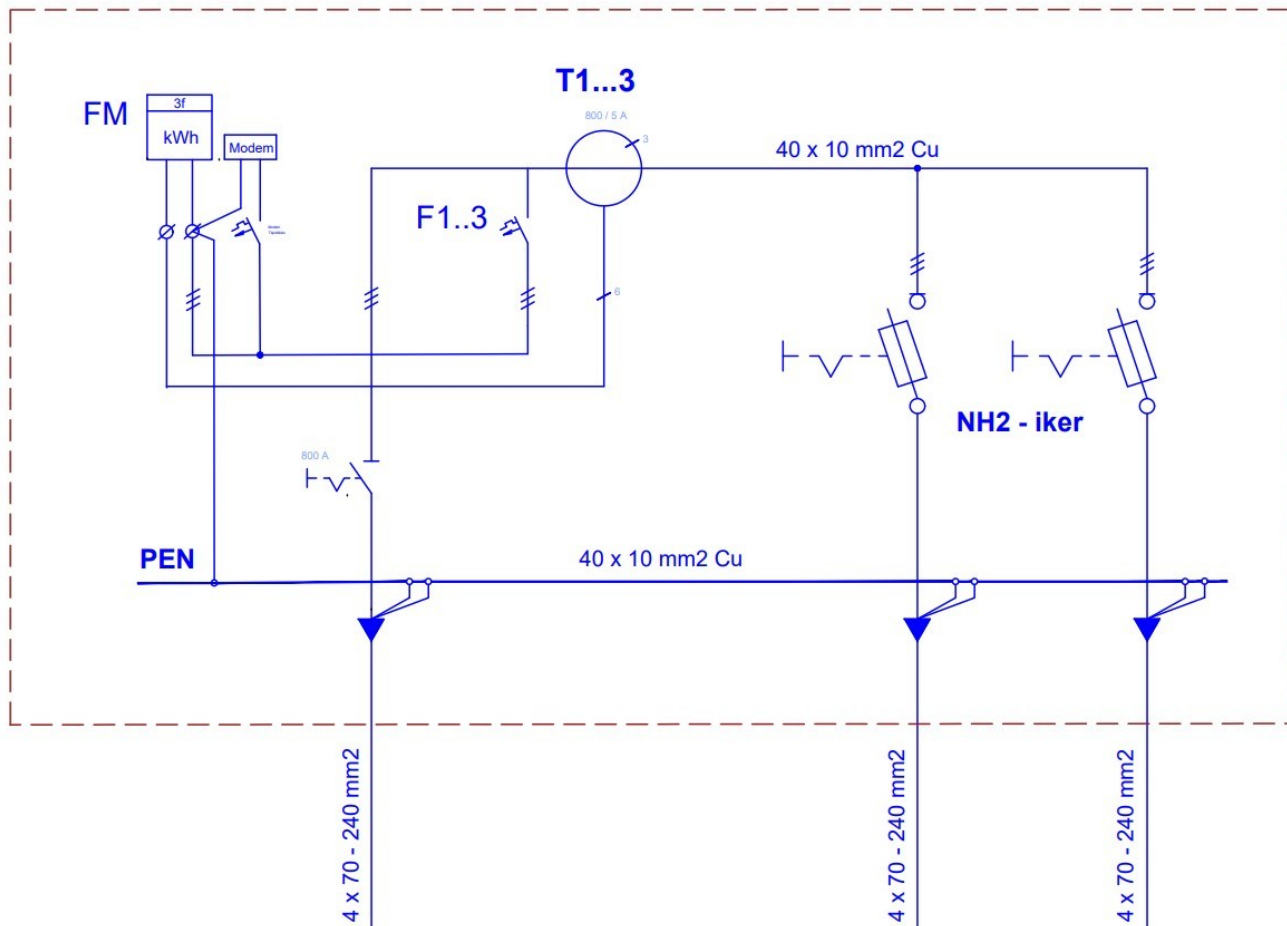 T1...3
800 / 5 A
3
FM
3f
kWh
Modem
40 x 10 mm2 Cu
F1..3
6
NH2 - iker
800 A
PEN
40 x 10 mm2 Cu
4 x 70 - 240 mm2
4 x 70 - 240 mm2
4 x 70 - 240 mm2